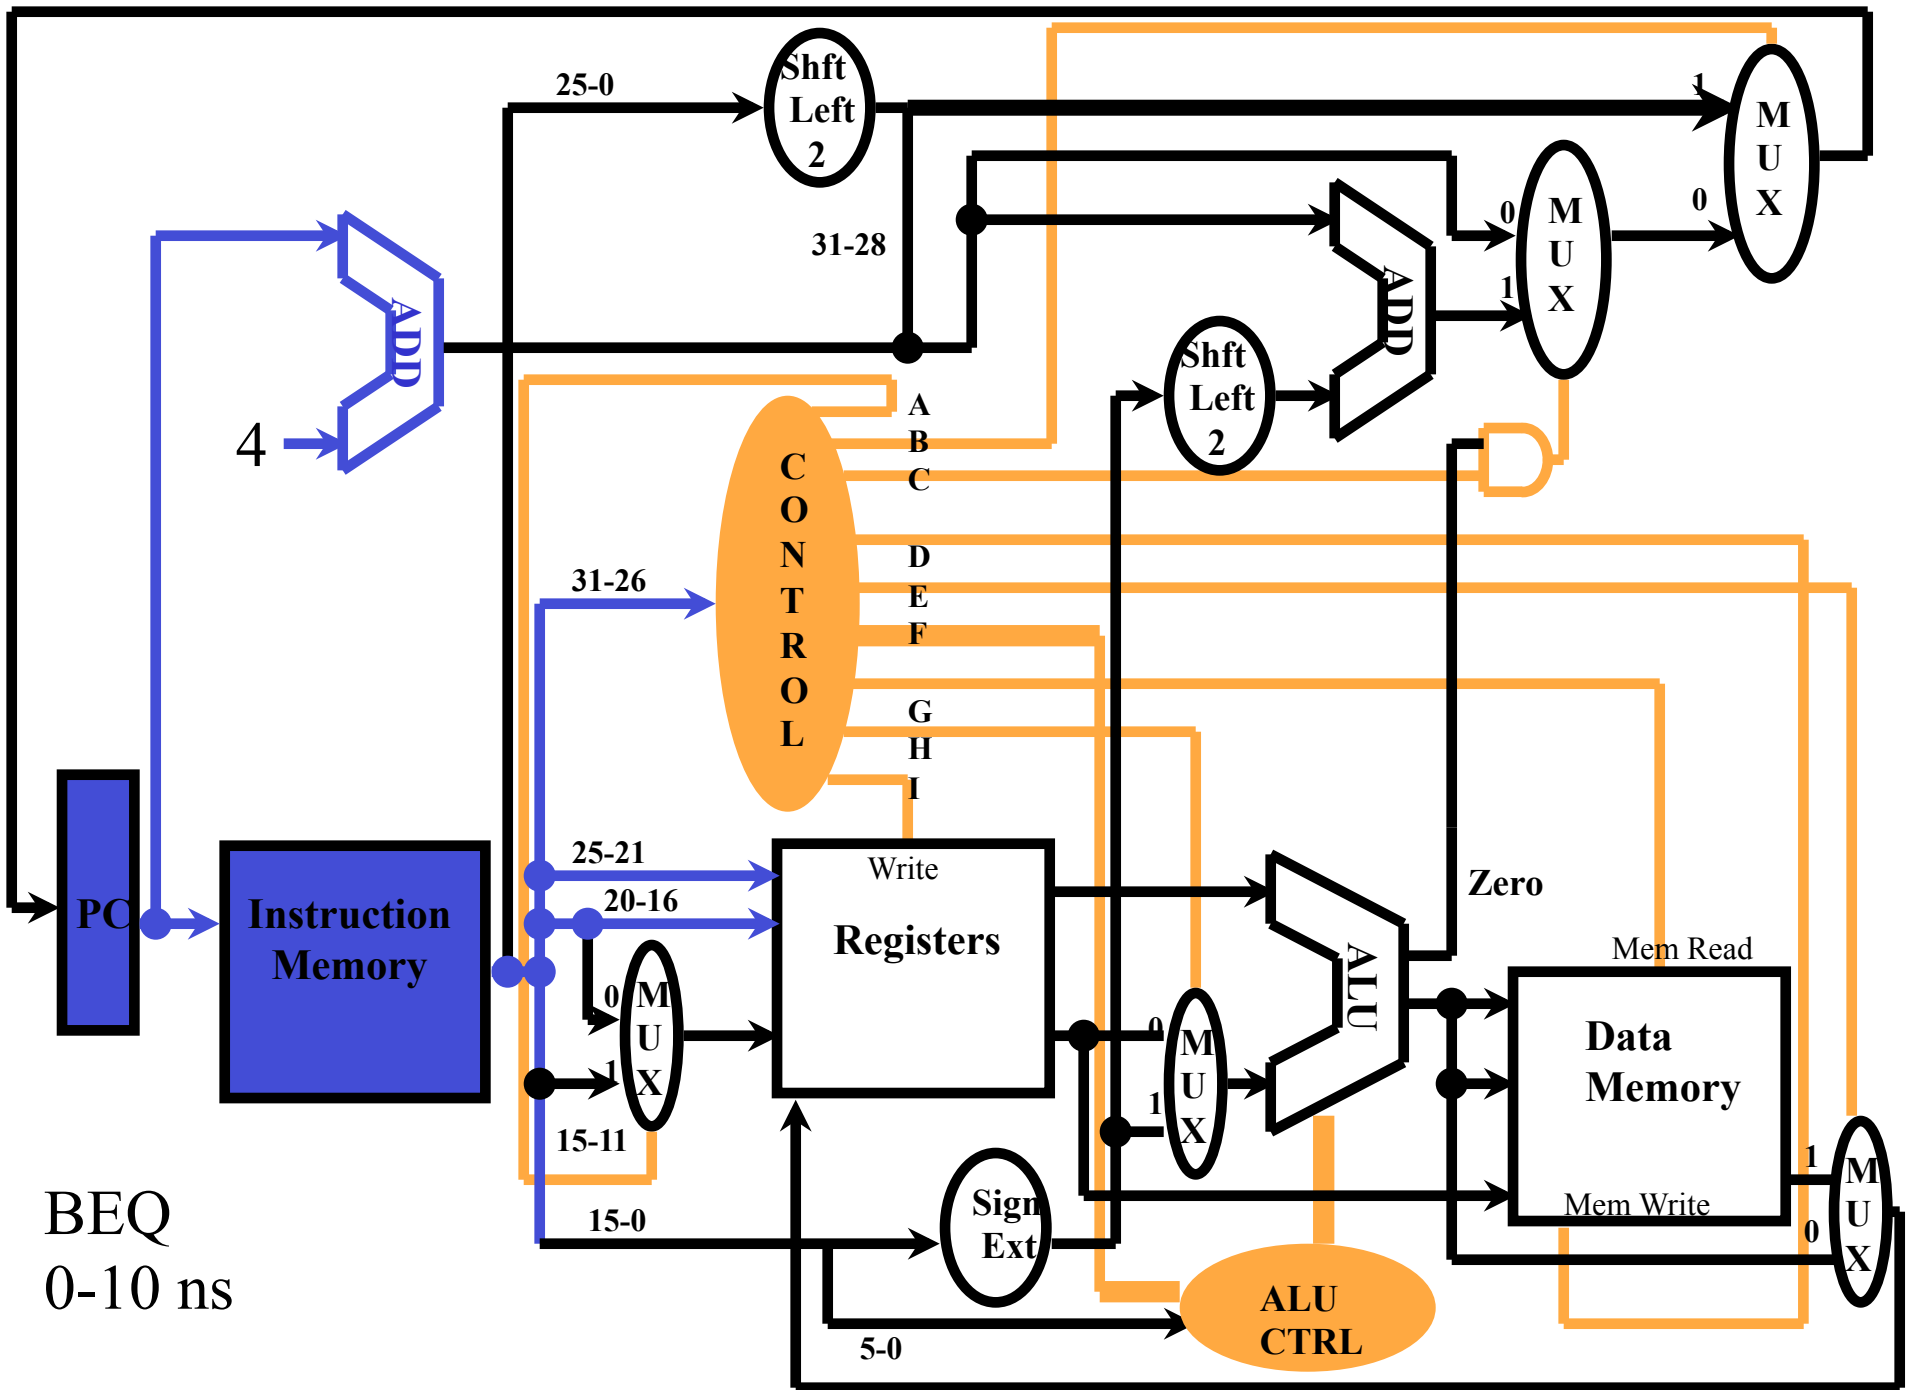 25-0
Shft
Left
2
1
M
U
X
0
31-28
0
M
U
X
1
ADD
ADD
Shft
Left
2
4
A
B
C
D
E
F
G
H
I
C
O
N
T
R
O
L
31-26
25-21
20-16
Write
Registers
PC
Instruction
Memory
0
M
U
X
1
15-11
15-0
Sign
Ext
5-0
0
M
U
X
1
ALU
Zero
Mem Read
Data
Memory
Mem Write
1
M
U
X
0
ALU
CTRL
BEQ
0-10 ns